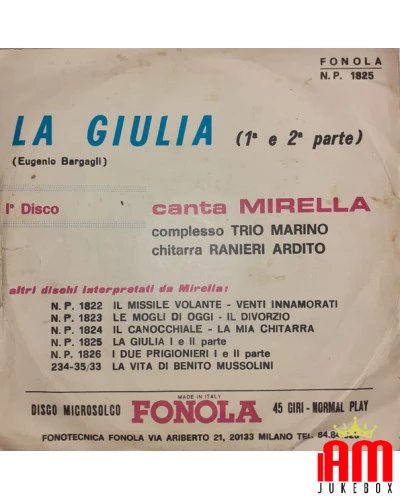 FONOLA
N.P. 1825
LA GIULIA (1ª e 2ª parte)
(Eugenio Bargagli)
I° Disco
canta MIRELLA
complesso TRIO MARINO
chitarra RANIERI ARDITO
altri dischi interpretati da Mirella:
N.P. 1822 IL MISSILE VOLANTE - VENTI INNAMORATI
N.P. 1823 LE MOGLI DI OGGI - IL DIVORZIO
N.P. 1824 IL CANOCCHIALE - LA MIA CHITARRA
N.P. 1825 LA GIULIA I e II parte
N.P. 1826 I DUE PRIGIONIERI I e II parte
234-35/33 LA VITA DI BENITO MUSSOLINI
MADE IN ITALY
DISCO MICROSOLCO FONOLA 45 GIRI - NORMAL PLAY
FONOTECNICA FONOLA VIA ARIBERTO 21, 20133 MILANO TEL.
IAM
JUKEBOX